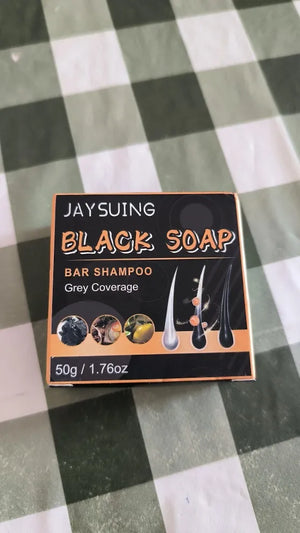 JAYSUING
BLACK SOAP
BAR SHAMPOO
Grey Coverage
50g / 1.76oz